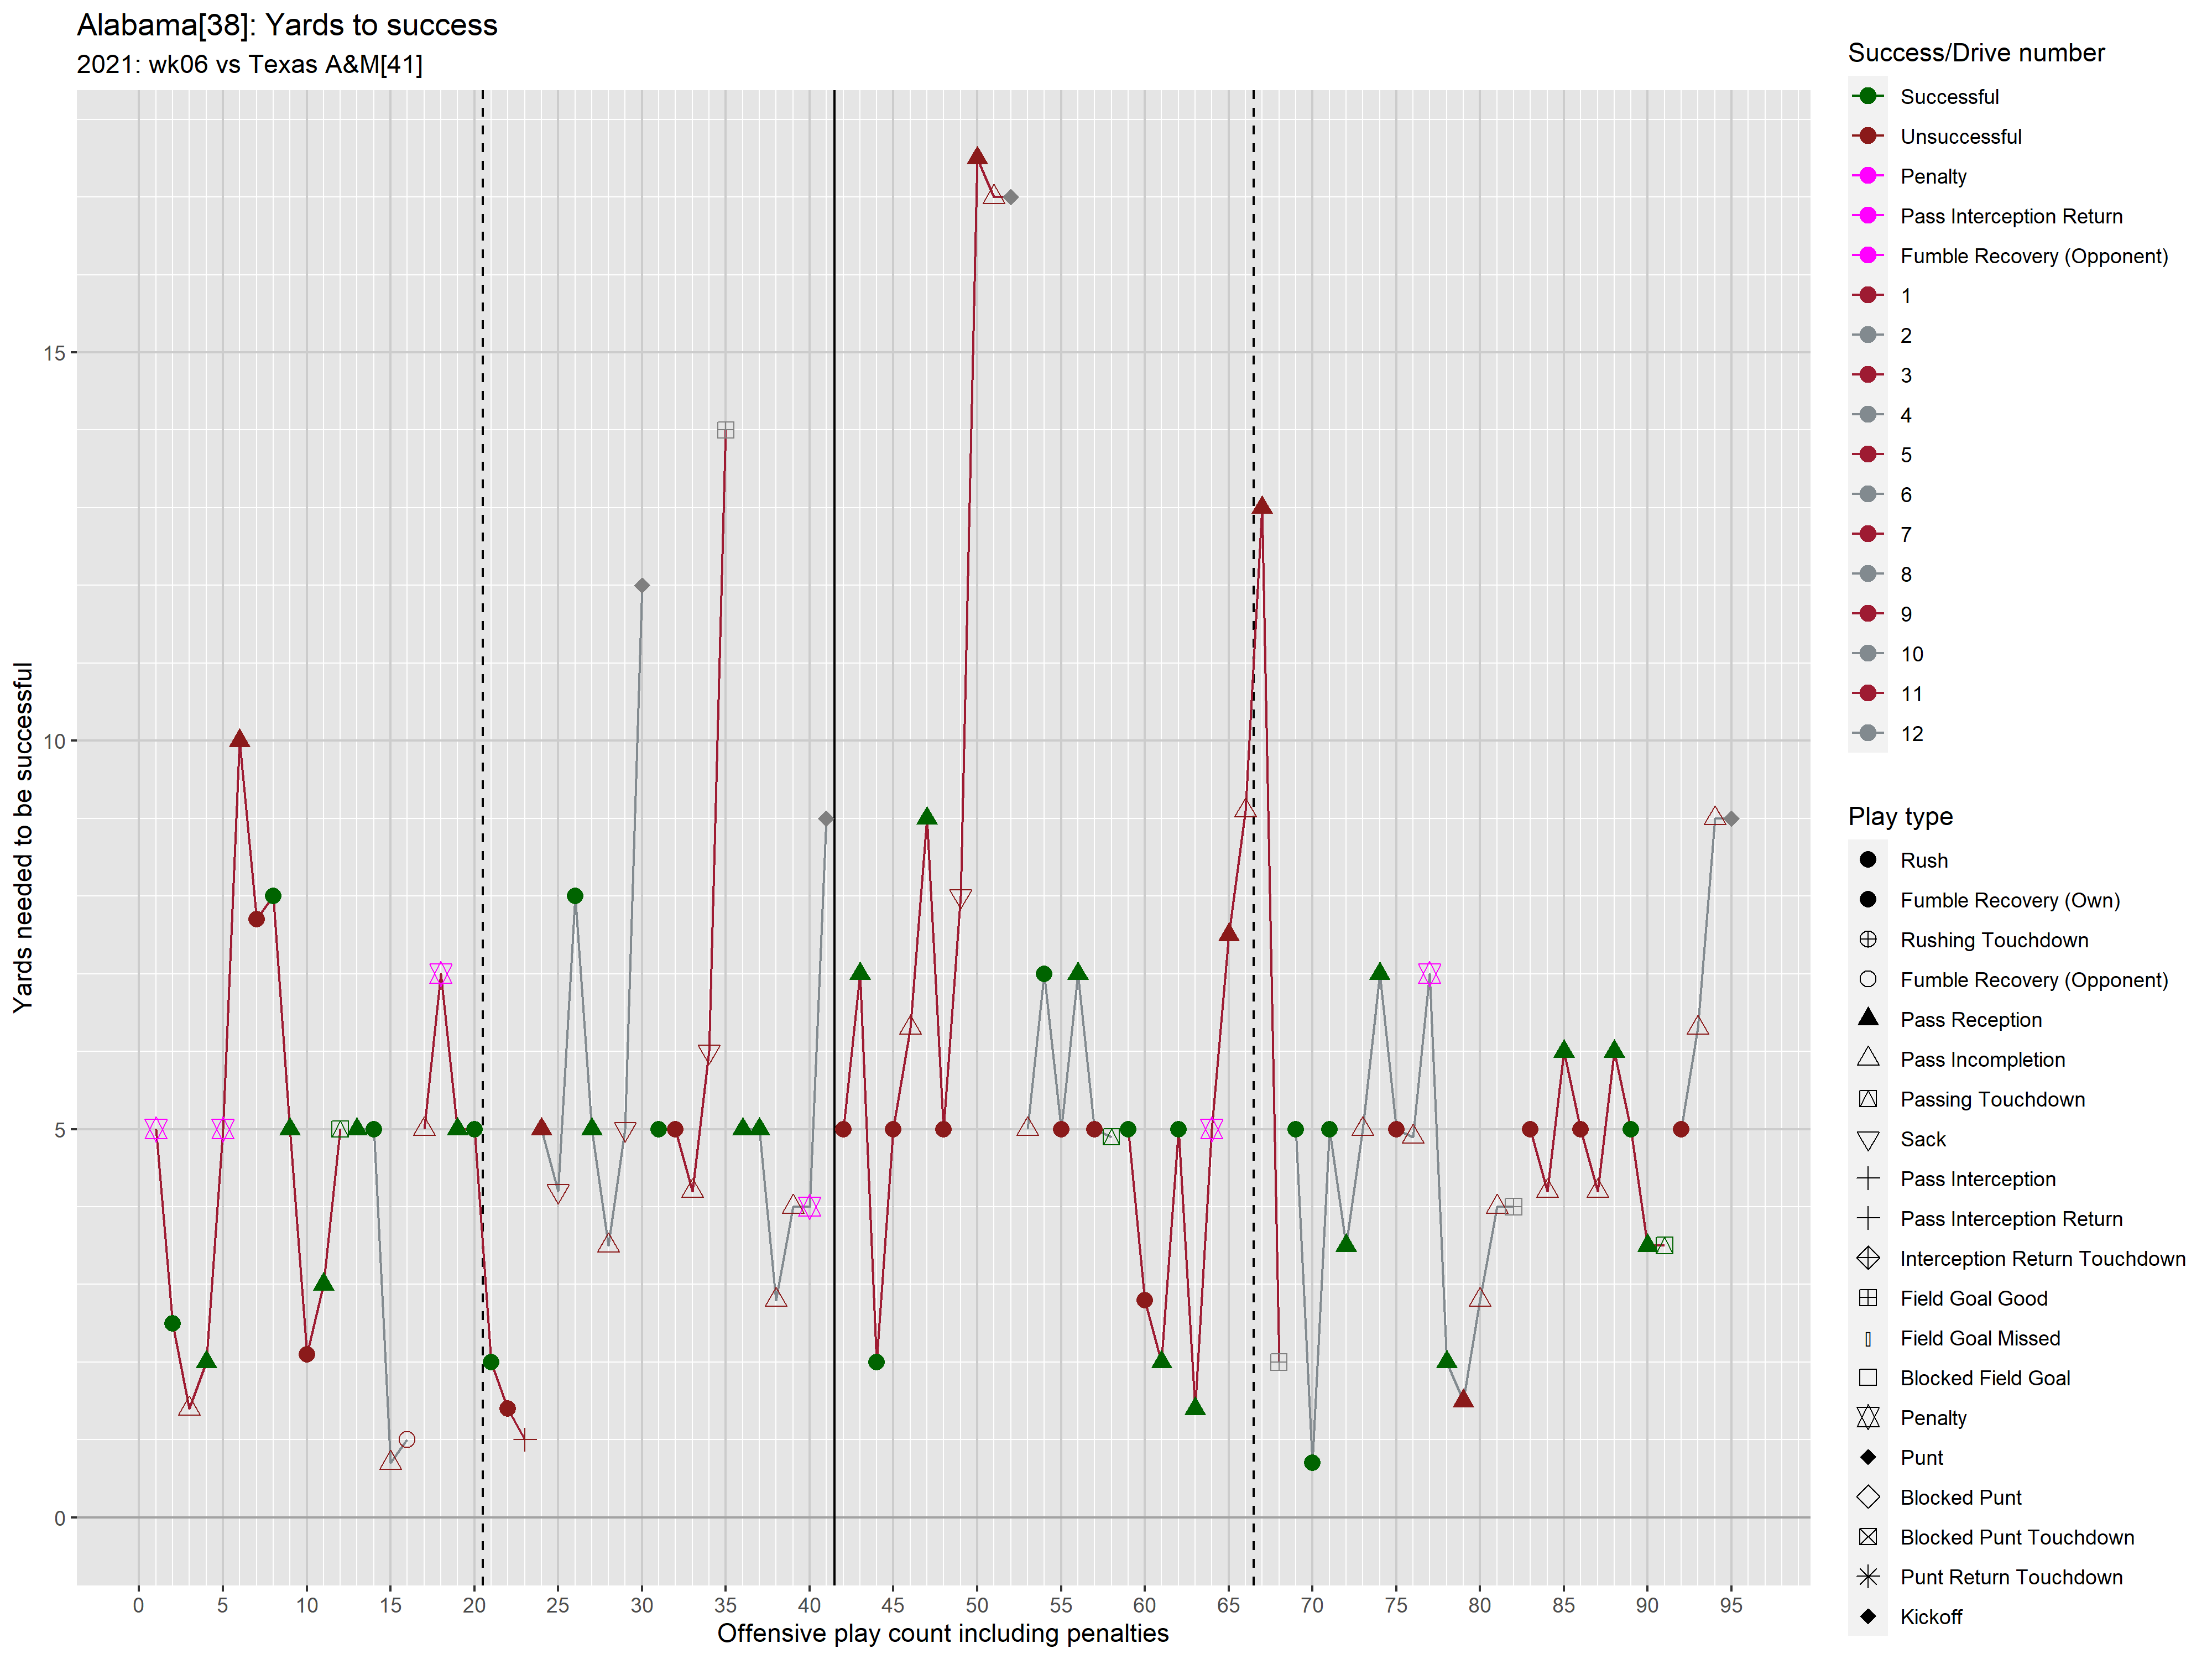 Alabama[38]: Yards to success
2021: wk06 vs Texas A&M[41]
Yards needed to be successful
15
10
5
0
0 5 10 15 20 25 30 35 40 45 50 55 60 65 70 75 80 85 90 95
Offensive play count including penalties
Success/Drive number
Successful
Unsuccessful
Penalty
Pass Interception Return
Fumble Recovery (Opponent)
1
2
3
4
5
6
7
8
9
10
11
12
Play type
Rush
Fumble Recovery (Own)
Rushing Touchdown
Fumble Recovery (Opponent)
Pass Reception
Pass Incompletion
Passing Touchdown
Sack
Pass Interception
Pass Interception Return
Interception Return Touchdown
Field Goal Good
Field Goal Missed
Blocked Field Goal
Penalty
Punt
Blocked Punt
Blocked Punt Touchdown
Punt Return Touchdown
Kickoff